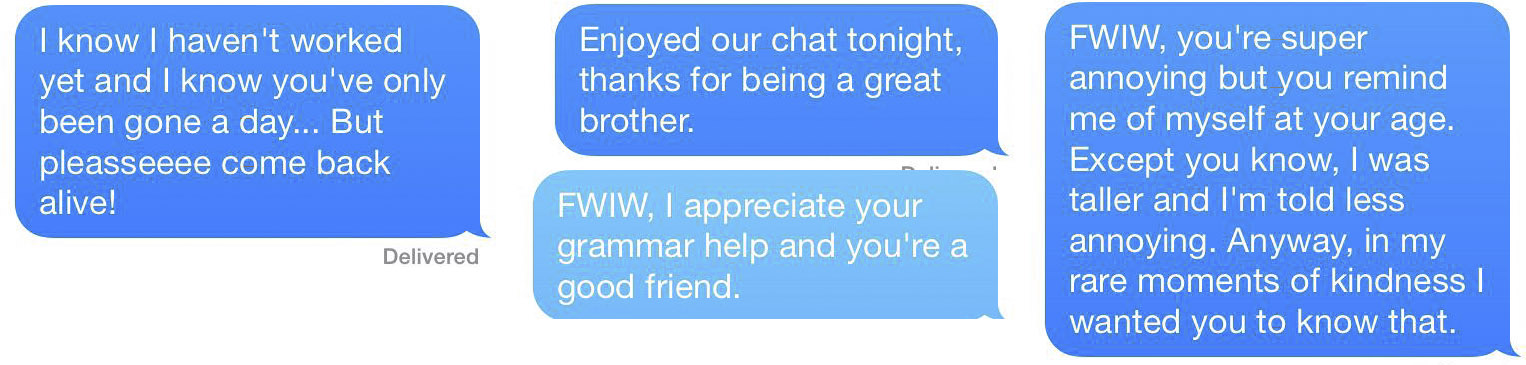 I know I haven't worked
yet and I know you've only
been gone a day... But
pleasseeee come back
alive!
Delivered
Enjoyed our chat tonight,
thanks for being a great
brother.
FWIW, I appreciate your
grammar help and you're a
good friend.
FWIW, you're super
annoying but you remind
me of myself at your age.
Except you know, I was
taller and I'm told less
annoying. Anyway, in my
rare moments of kindness I
wanted you to know that.